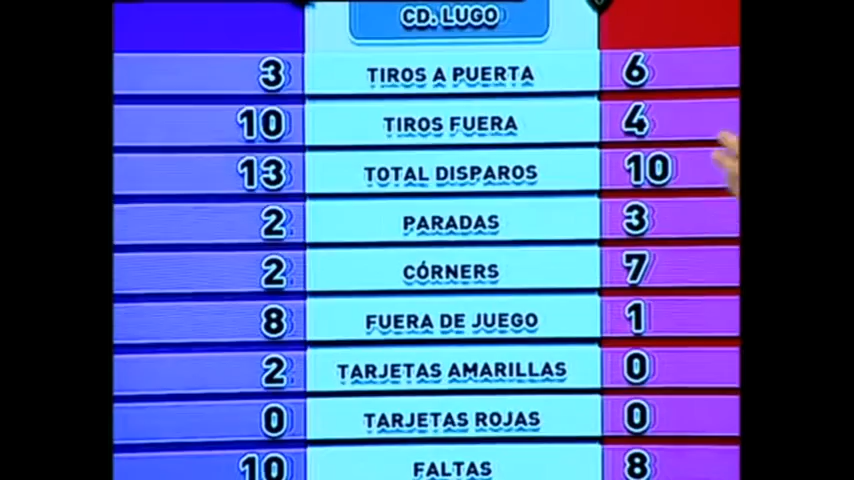 CD. LUGO
3 TIROS A PUERTA 6
10 TIROS FUERA 4
13 TOTAL DISPAROS 10
2 PARADAS 3
2 CÓRNERS 7
8 FUERA DE JUEGO 1
2 TARJETAS AMARILLAS 0
0 TARJETAS ROJAS 0
10 FALTAS 8